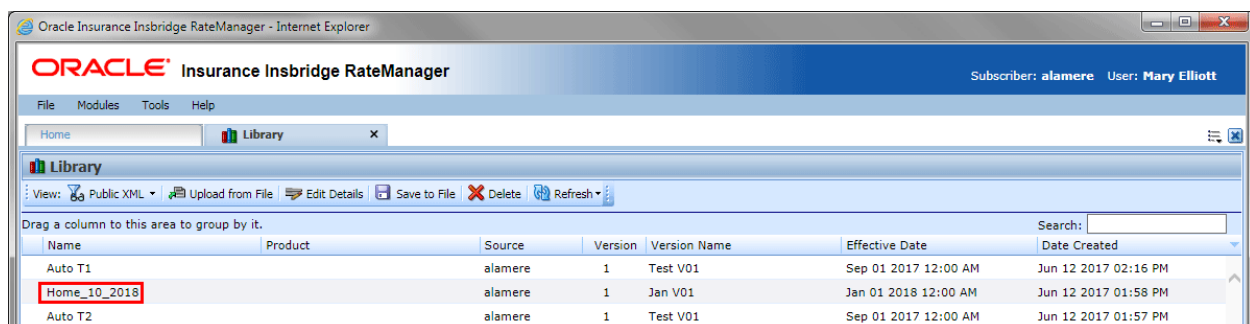 Oracle Insurance Insbridge RateManager - Internet Explorer
ORACLE® Insurance Insbridge RateManager
Subscriber: alamere User: Mary Elliott
File Modules Tools Help
Home Library x
Library
View: Public XML Upload from File Edit Details Save to File Delete Refresh
Drag a column to this area to group by it. Search:
Name Product Source Version Version Name Effective Date Date Created
Auto T1 alamere 1 Test V01 Sep 01 2017 12:00 AM Jun 12 2017 02:16 PM
Home_10_2018 alamere 1 Jan V01 Jan 01 2018 12:00 AM Jun 12 2017 01:58 PM
Auto T2 alamere 1 Test V01 Sep 01 2017 12:00 AM Jun 12 2017 01:57 PM